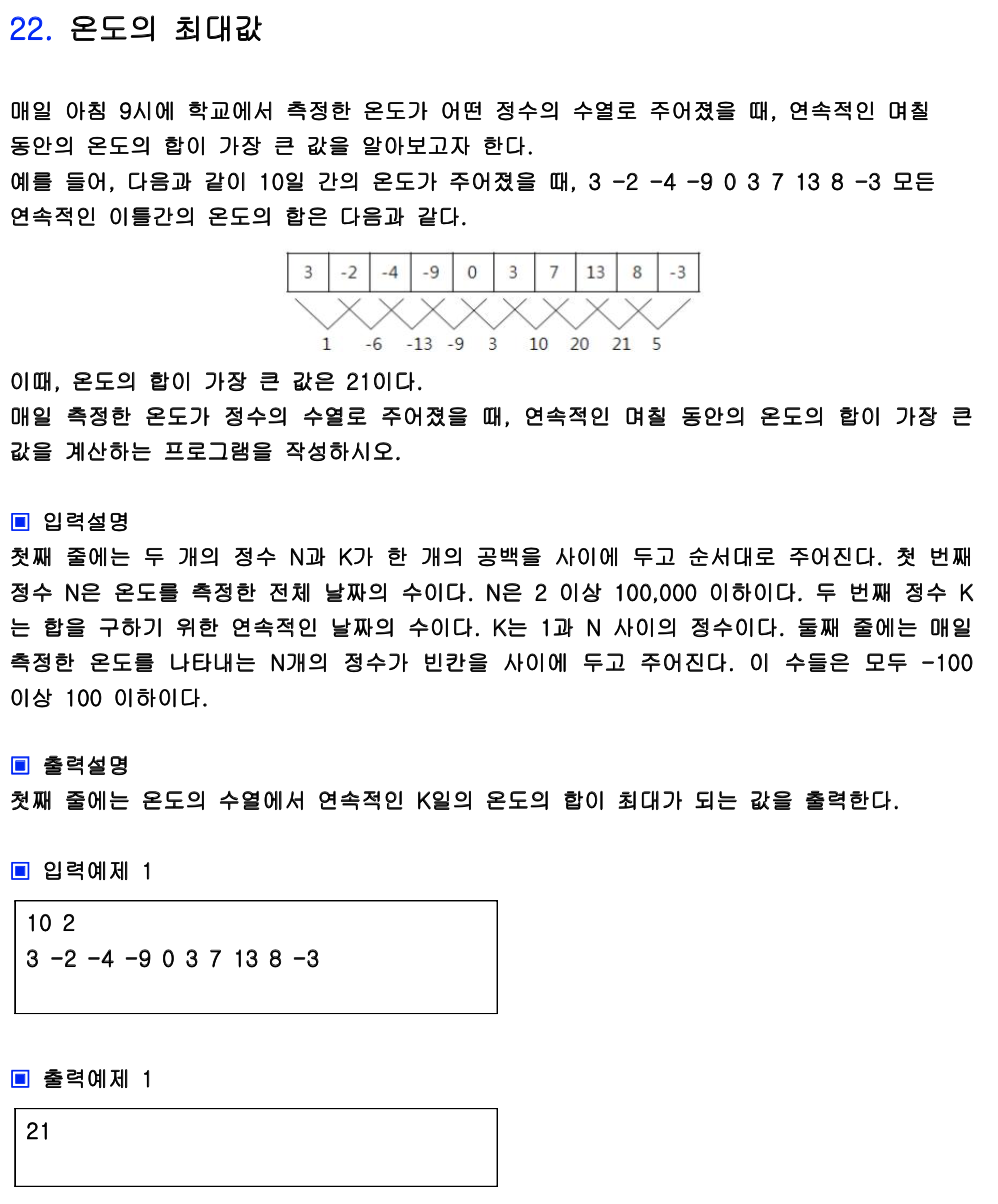 22. 온도의 최대값
매일 아침 9시에 학교에서 측정한 온도가 어떤 정수의 수열로 주어졌을 때, 연속적인 며칠
동안의 온도의 합이 가장 큰 값을 알아보고자 한다.
예를 들어, 다음과 같이 10일 간의 온도가 주어졌을 때, 3 -2 -4 -9 0 3 7 13 8 -3 모든
연속적인 이틀간의 온도의 합은 다음과 같다.
3 -2 -4 -9 0 3 7 13 8 -3
1 -6 -13 -9 3 10 20 21 5
이때, 온도의 합이 가장 큰 값은 21이다.
매일 측정한 온도가 정수의 수열로 주어졌을 때, 연속적인 며칠 동안의 온도의 합이 가장 큰
값을 계산하는 프로그램을 작성하시오.
▣ 입력설명
첫째 줄에는 두 개의 정수 N과 K가 한 개의 공백을 사이에 두고 순서대로 주어진다. 첫 번째
정수 N은 온도를 측정한 전체 날짜의 수이다. N은 2 이상 100,000 이하이다. 두 번째 정수 K
는 합을 구하기 위한 연속적인 날짜의 수이다. K는 1과 N 사이의 정수이다. 둘째 줄에는 매일
측정한 온도를 나타내는 N개의 정수가 빈칸을 사이에 두고 주어진다. 이 수들은 모두 -100
이상 100 이하이다.
▣ 출력설명
첫째 줄에는 온도의 수열에서 연속적인 K일의 온도의 합이 최대가 되는 값을 출력한다.
▣ 입력예제 1
10 2
3 -2 -4 -9 0 3 7 13 8 -3
▣ 출력예제 1
21